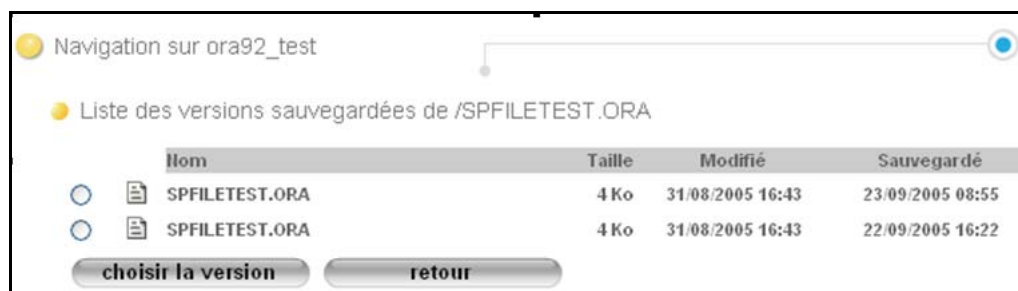 Navigation sur ora92_test
Liste des versions sauvegardées de /SPFILETEST.ORA
Nom Taille Modifié Sauvegardé
SPFILETEST.ORA 4 Ko 31/08/2005 16:43 23/09/2005 08:55
SPFILETEST.ORA 4 Ko 31/08/2005 16:43 22/09/2005 16:22
choisir la version retour